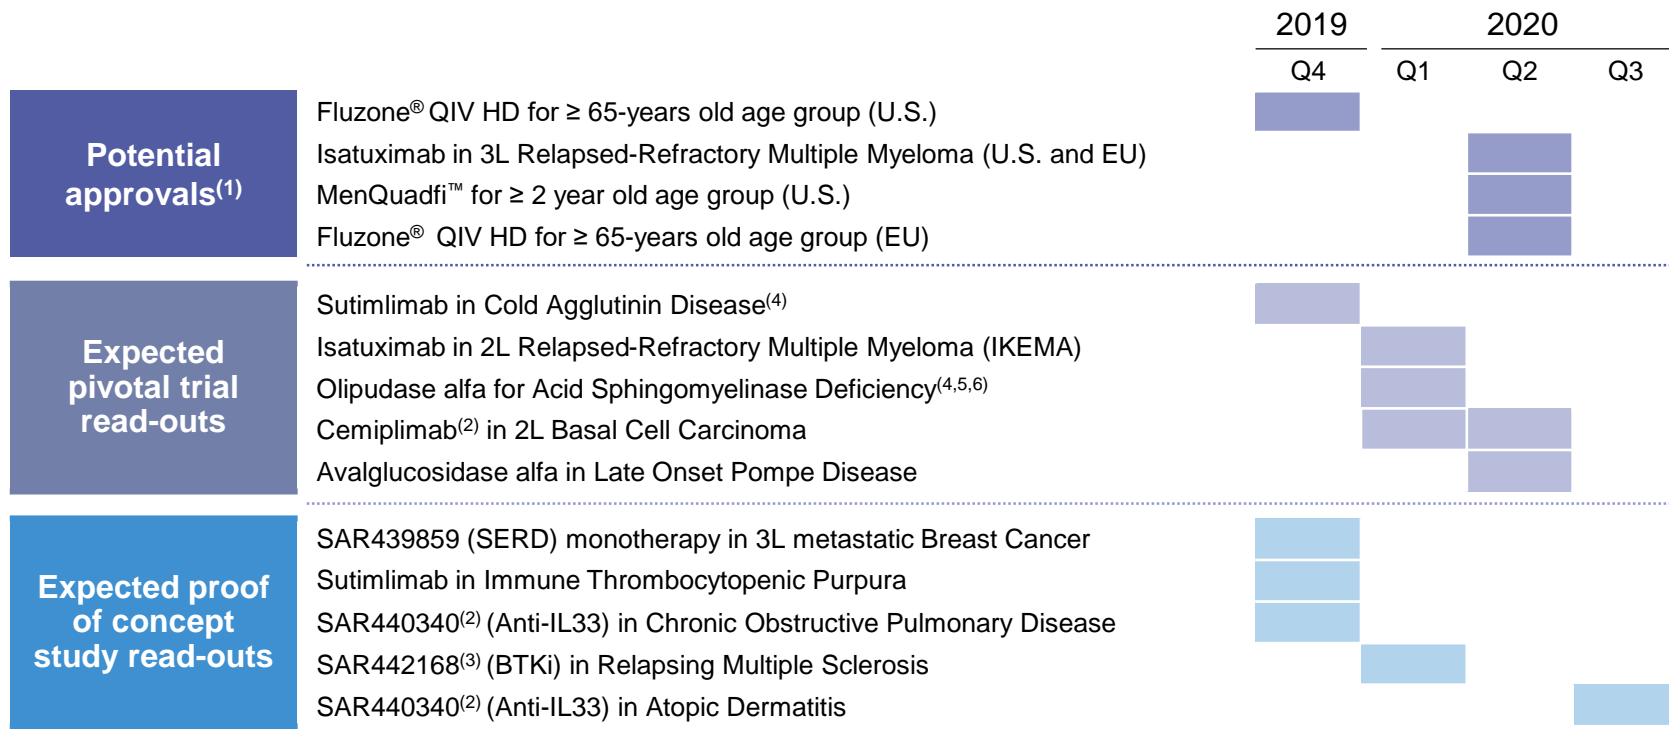 2019 2020
Q4 Q1 Q2 Q3
Potential
approvals(1)
Fluzone® QIV HD for ≥ 65-years old age group (U.S.)
Isatuximab in 3L Relapsed-Refractory Multiple Myeloma (U.S. and EU)
MenQuadfi™ for ≥ 2 year old age group (U.S.)
Fluzone® QIV HD for ≥ 65-years old age group (EU)
Expected
pivotal trial
read-outs
Sutimlimab in Cold Agglutinin Disease(4)
Isatuximab in 2L Relapsed-Refractory Multiple Myeloma (IKEMA)
Olipudase alfa for Acid Sphingomyelinase Deficiency(4,5,6)
Cemiplimab(2) in 2L Basal Cell Carcinoma
Avalglucosidase alfa in Late Onset Pompe Disease
Expected proof
of concept
study read-outs
SAR439859 (SERD) monotherapy in 3L metastatic Breast Cancer
Sutimlimab in Immune Thrombocytopenic Purpura
SAR440340(2) (Anti-IL33) in Chronic Obstructive Pulmonary Disease
SAR442168(3) (BTKi) in Relapsing Multiple Sclerosis
SAR440340(2) (Anti-IL33) in Atopic Dermatitis